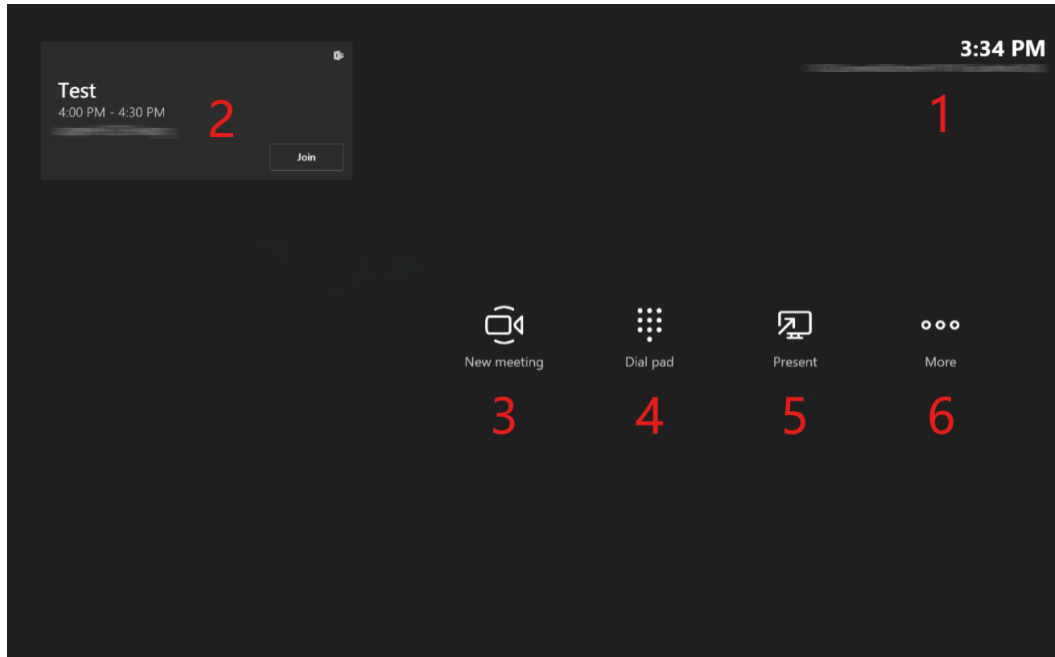 3:34 PM
1
Test
4:00 PM - 4:30 PM
2
Join
New meeting
Dial pad
Present
More
3
4
5
6